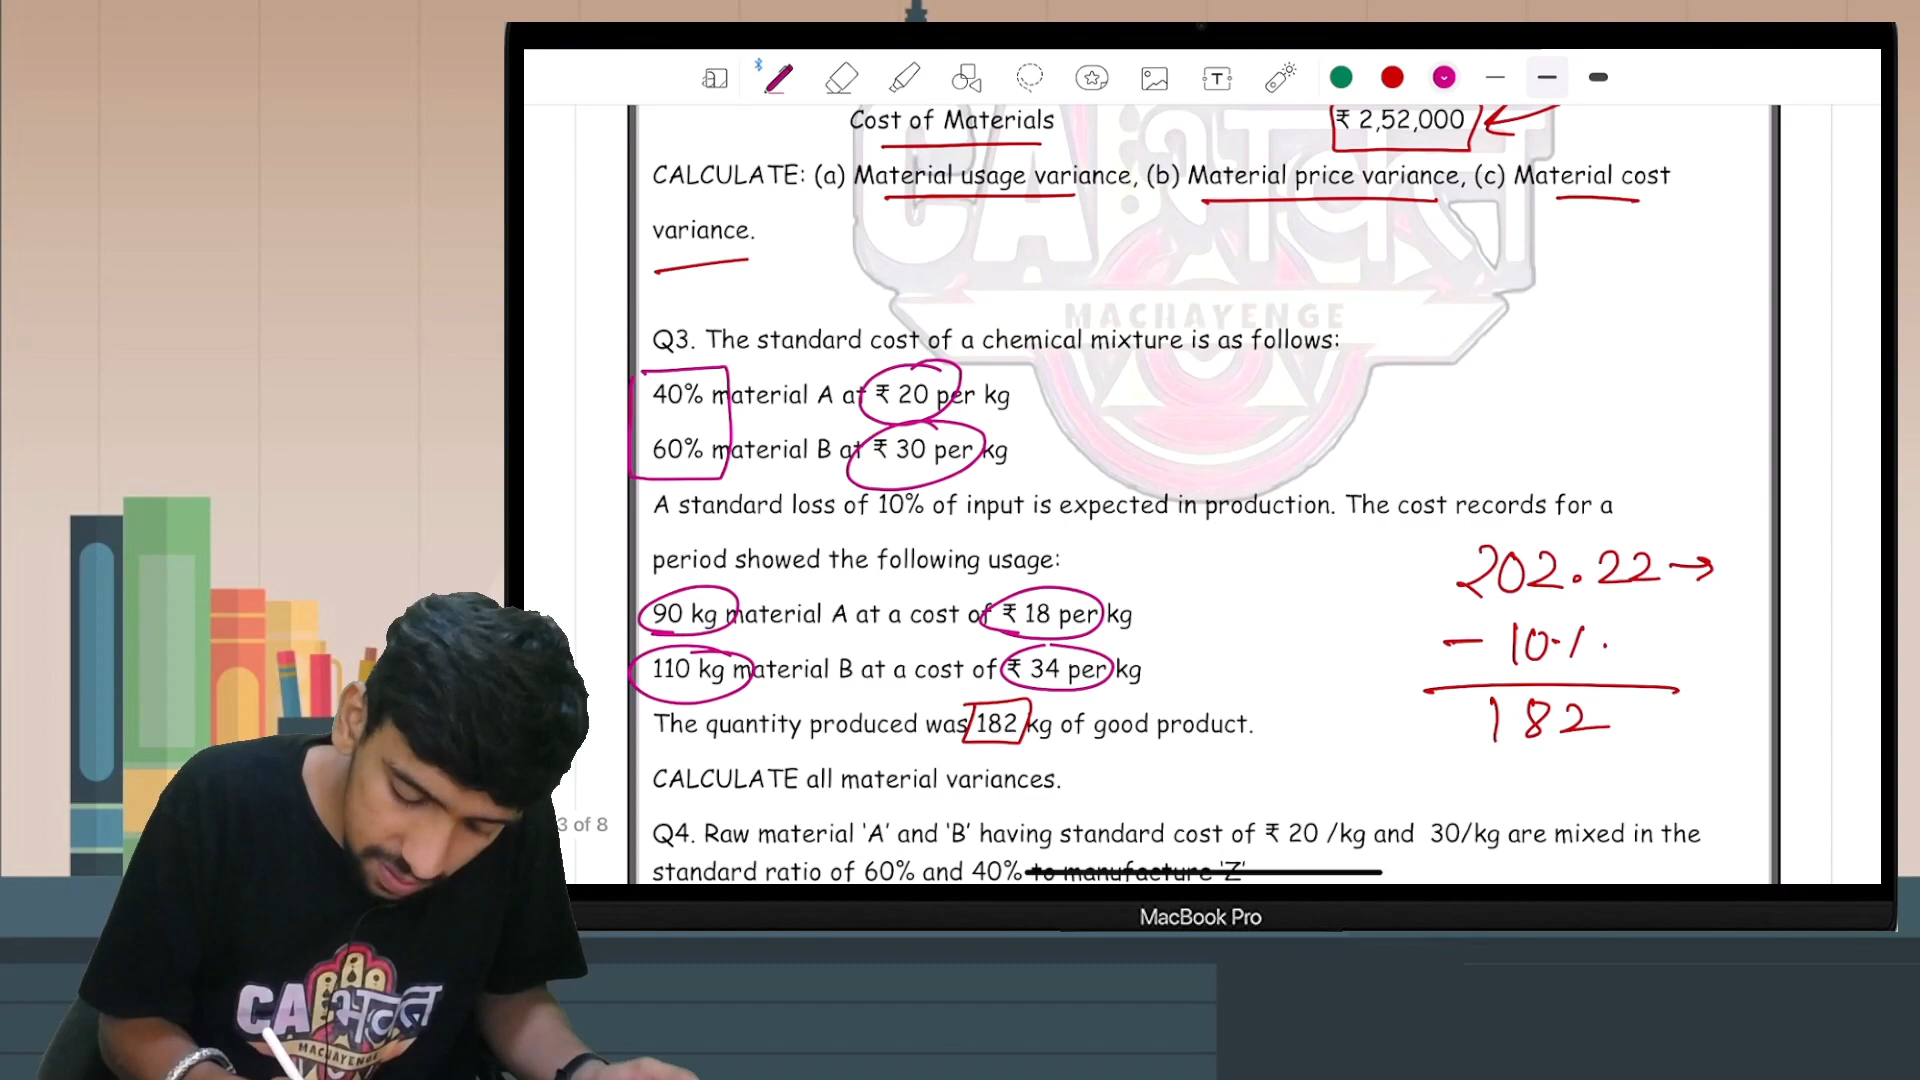 Cost of Materials ₹ 2,52,000
CALCULATE: (a) Material usage variance, (b) Material price variance, (c) Material cost
variance.
CA भक्त
MACHAYENGE
Q3. The standard cost of a chemical mixture is as follows:
40% material A at ₹ 20 per kg
60% material B at ₹ 30 per kg
A standard loss of 10% of input is expected in production. The cost records for a
period showed the following usage:
90 kg material A at a cost of ₹ 18 per kg
110 kg material B at a cost of ₹ 34 per kg
The quantity produced was 182 kg of good product.
CALCULATE all material variances.
202.22 →
- 10%.
182
3 of 8
Q4. Raw material 'A' and 'B' having standard cost of ₹ 20 /kg and 30/kg are mixed in the
standard ratio of 60% and 40% to manufacture 'Z'
MacBook Pro
CA भक्त
MACHAYENGE